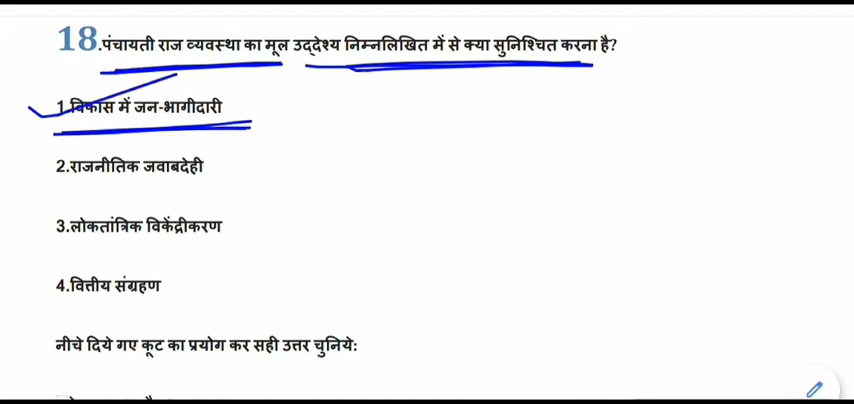 18.पंचायती राज व्यवस्था का मूल उद्देश्य निम्नलिखित में से क्या सुनिश्चित करना है?
1.विकास में जन-भागीदारी
2.राजनीतिक जवाबदेही
3.लोकतांत्रिक विकेंद्रीकरण
4.वित्तीय संग्रहण
नीचे दिये गए कूट का प्रयोग कर सही उत्तर चुनिये: